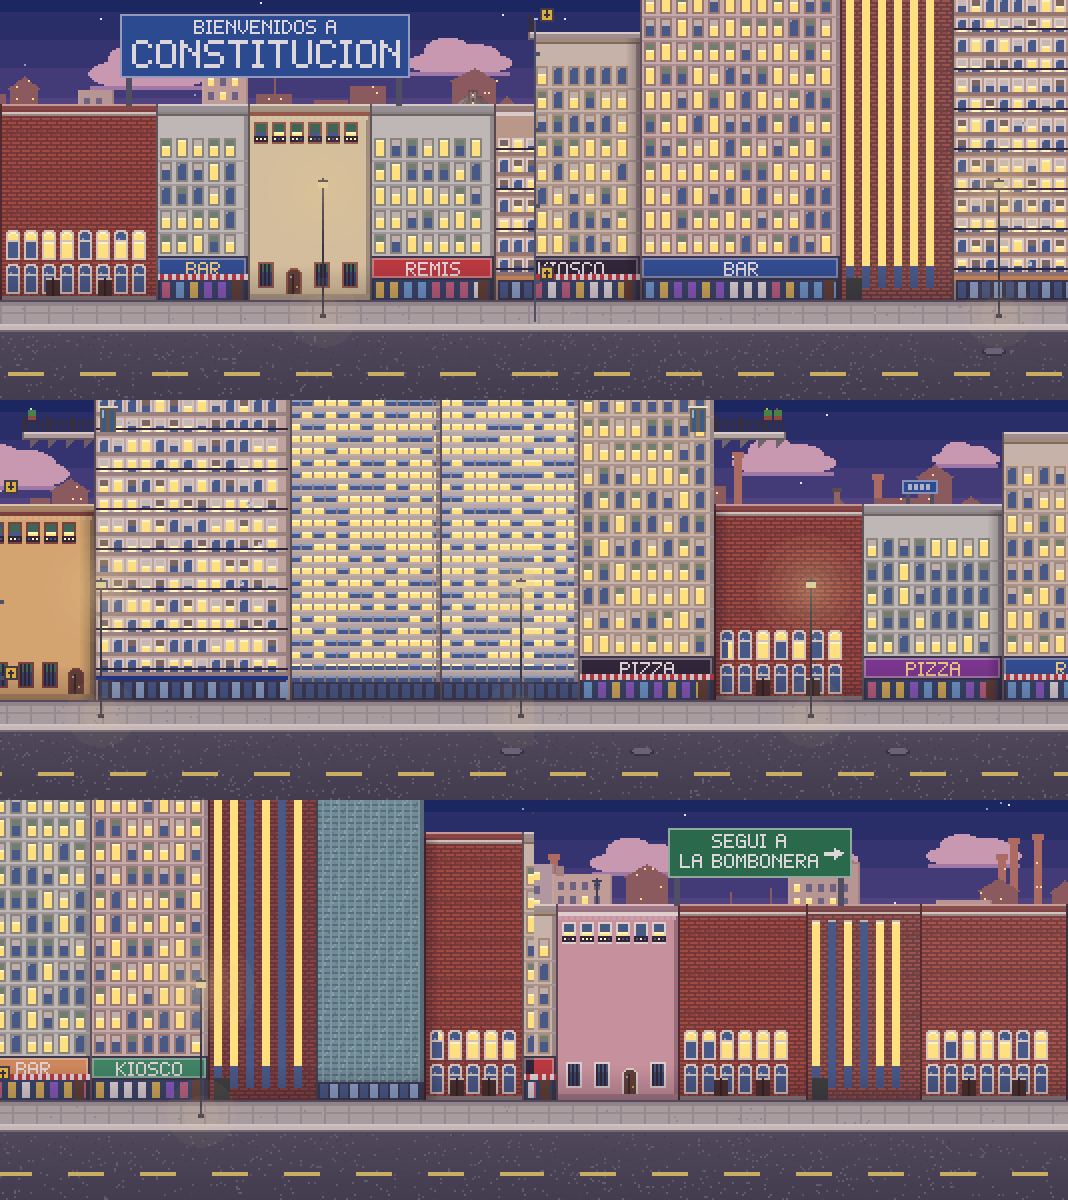 BIENVENIDOS A
CONSTITUCION
BAR
REMIS
KIOSCO
BAR
PIZZA
PIZZA
BAR
KIOSCO
SEGUI A
LA BOMBONERA →